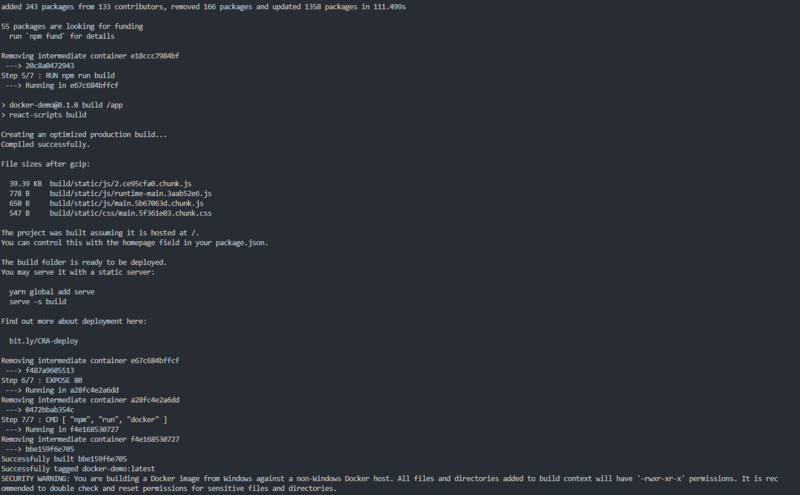 added 243 packages from 133 contributors, removed 166 packages and updated 1358 packages in 111.499s
55 packages are looking for funding
run `npm fund` for details
Removing intermediate container e18ccc7984bf
---> 20c8a0472943
Step 5/7 : RUN npm run build
---> Running in e67c684bffcf
> docker-demo@0.1.0 build /app
> react-scripts build
Creating an optimized production build...
Compiled successfully.
File sizes after gzip:
39.39 KB build/static/js/2.ce95cfa0.chunk.js
778 B build/static/js/runtime-main.3aab52e6.js
650 B build/static/js/main.5b67063d.chunk.js
547 B build/static/css/main.5f361e03.chunk.css
The project was built assuming it is hosted at /.
You can control this with the homepage field in your package.json.
The build folder is ready to be deployed.
You may serve it with a static server:
yarn global add serve
serve -s build
Find out more about deployment here:
bit.ly/CRA-deploy
Removing intermediate container e67c684bffcf
---> f487a9605513
Step 6/7 : EXPOSE 80
---> Running in a28fc4e2a6dd
Removing intermediate container a28fc4e2a6dd
---> 0472bbab354c
Step 7/7 : CMD [ "npm", "run", "docker" ]
---> Running in f4e168530727
Removing intermediate container f4e168530727
---> bbe159f6e705
Successfully built bbe159f6e705
Successfully tagged docker-demo:latest
SECURITY WARNING: You are building a Docker image from Windows against a non-Windows Docker host. All files and directories added to build context will have '-rwxr-xr-x' permissions. It is rec
ommended to double check and reset permissions for sensitive files and directories.